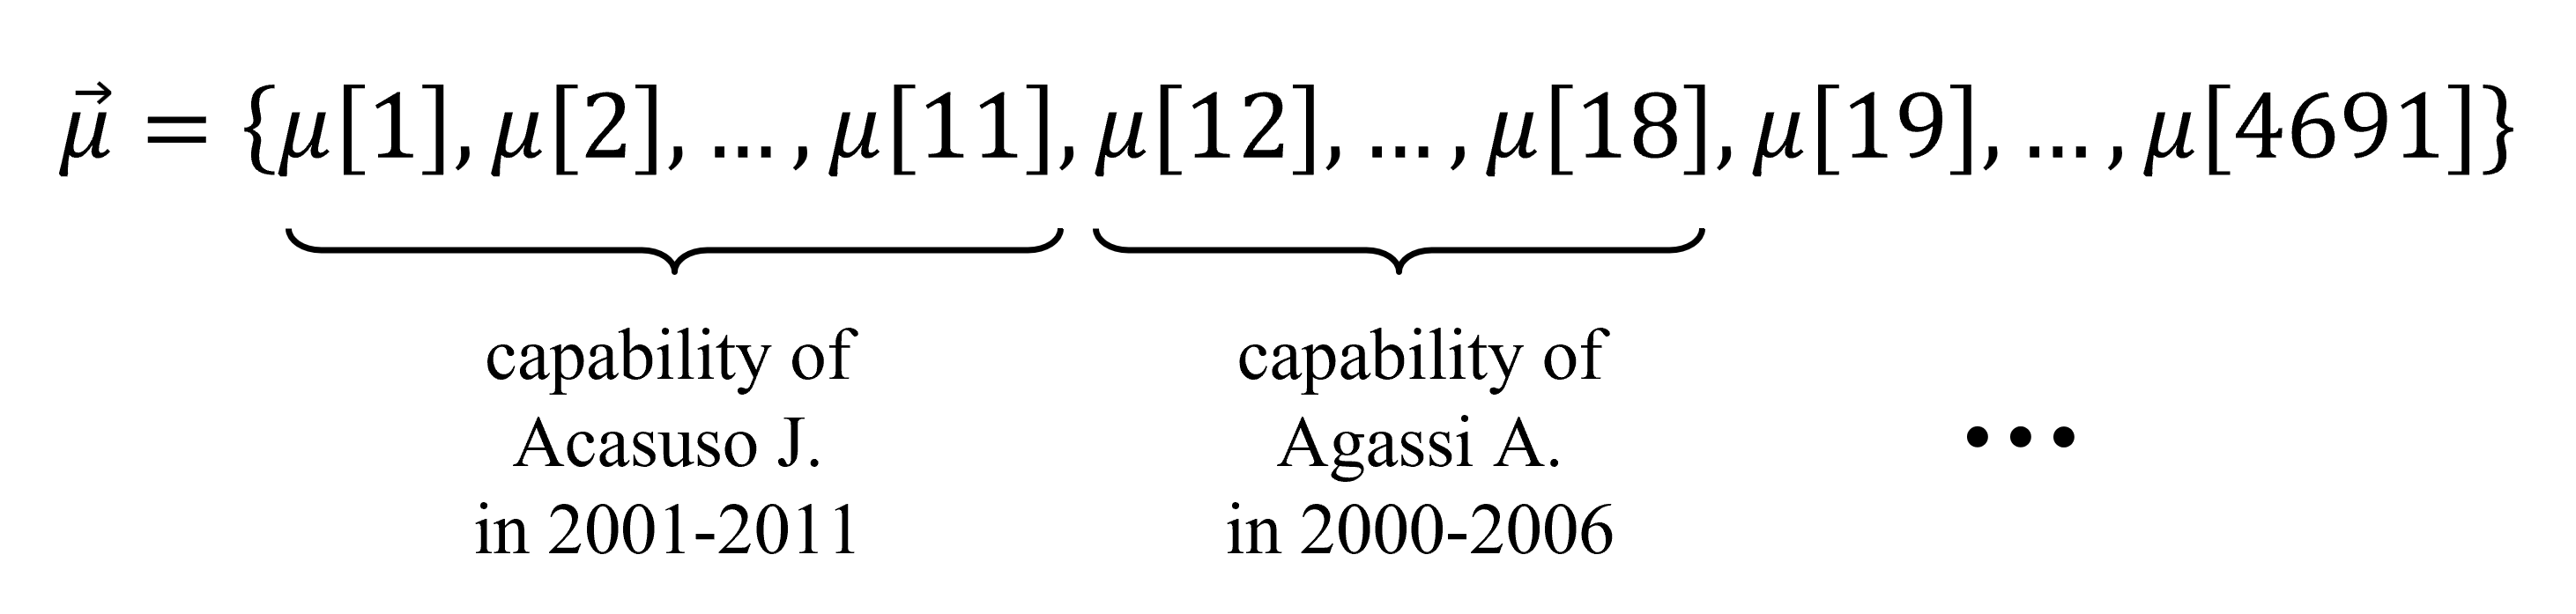 μ⃗ = {μ[1], μ[2], … , μ[11], μ[12], … , μ[18], μ[19], … , μ[4691]}
capability of
Acasuso J.
in 2001-2011
capability of
Agassi A.
in 2000-2006
•••